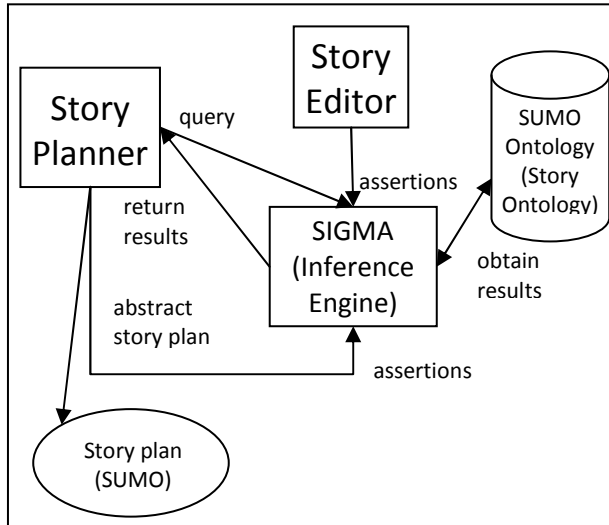 Story
Planner
query
Story
Editor
SUMO
Ontology
(Story
Ontology)
assertions
return
results
SIGMA
(Inference
Engine)
obtain
results
abstract
story plan
assertions
Story plan
(SUMO)